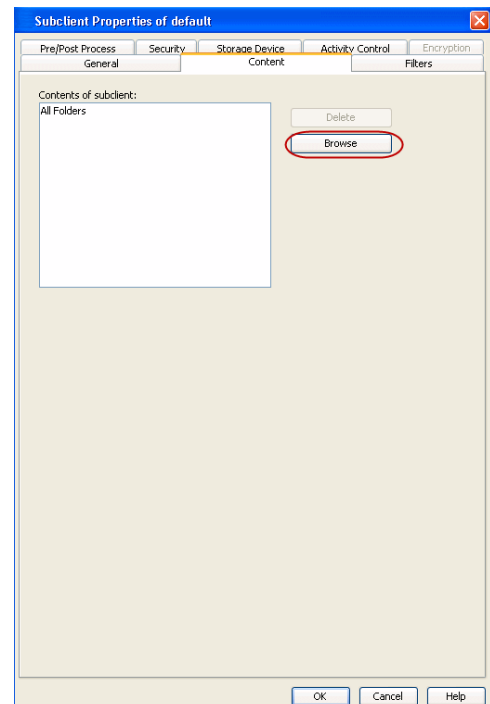 Subclient Properties of default
Pre/Post Process Security Storage Device Activity Control Encryption
General Content Filters
Contents of subclient:
All Folders
Delete
Browse
OK Cancel Help